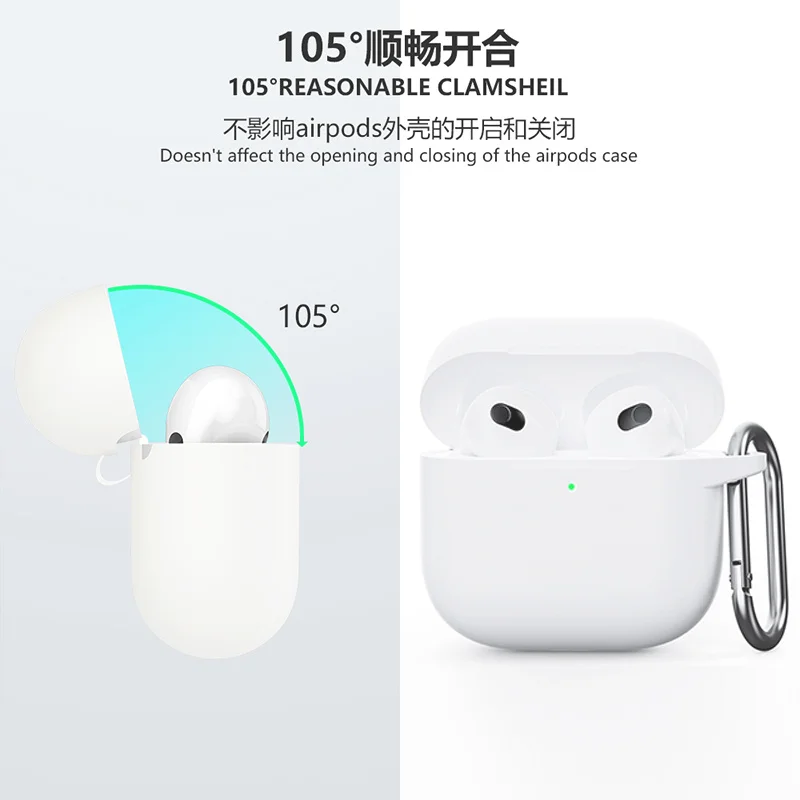 105°顺畅开合
105°REASONABLE CLAMSHEIL
不影响airpods外壳的开启和关闭
Doesn't affect the opening and closing of the airpods case
105°